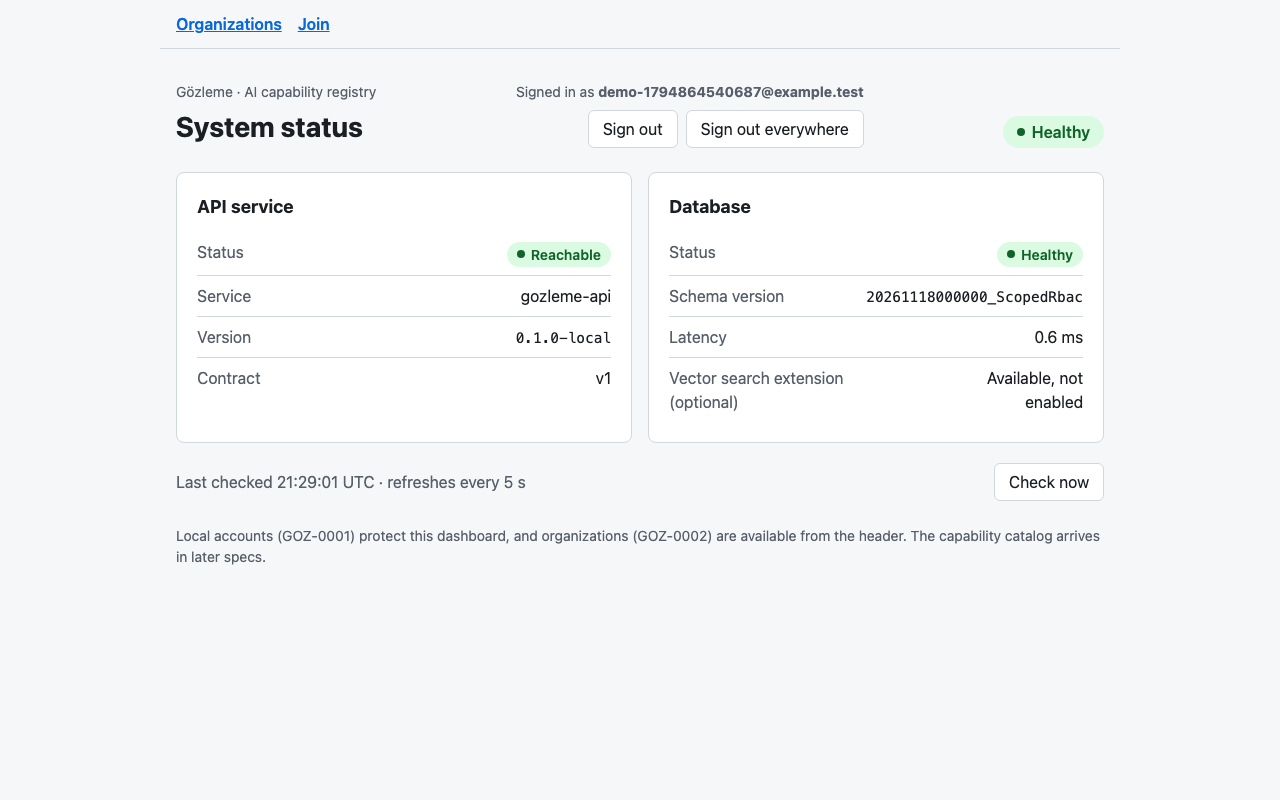 Organizations Join
Gözleme · AI capability registry
System status
Signed in as demo-1794864540687@example.test
Sign out Sign out everywhere
Healthy
API service
Status Reachable
Service gozleme-api
Version 0.1.0-local
Contract v1
Database
Status Healthy
Schema version 20261118000000_ScopedRbac
Latency 0.6 ms
Vector search extension (optional) Available, not enabled
Last checked 21:29:01 UTC · refreshes every 5 s
Check now
Local accounts (GOZ-0001) protect this dashboard, and organizations (GOZ-0002) are available from the header. The capability catalog arrives
in later specs.